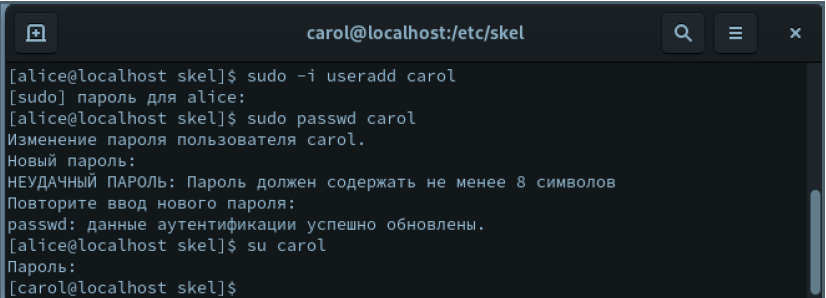 carol@localhost:/etc/skel
[alice@localhost skel]$ sudo -i useradd carol
[sudo] пароль для alice:
[alice@localhost skel]$ sudo passwd carol
Изменение пароля пользователя carol.
Новый пароль:
НЕУДАЧНЫЙ ПАРОЛЬ: Пароль должен содержать не менее 8 символов
Повторите ввод нового пароля:
passwd: данные аутентификации успешно обновлены.
[alice@localhost skel]$ su carol
Пароль:
[carol@localhost skel]$